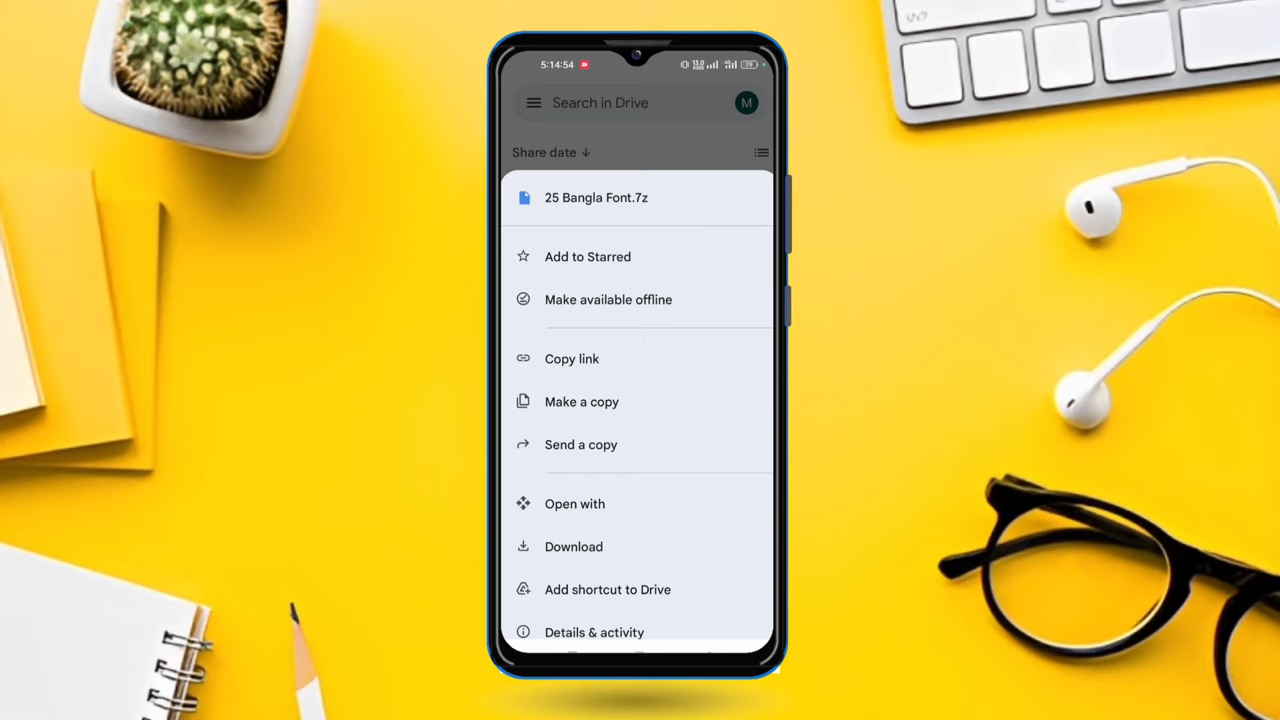 5:14:54
79
Search in Drive
M
Share date ↓
25 Bangla Font.7z
Add to Starred
Make available offline
Copy link
Make a copy
Send a copy
Open with
Download
Add shortcut to Drive
Details & activity